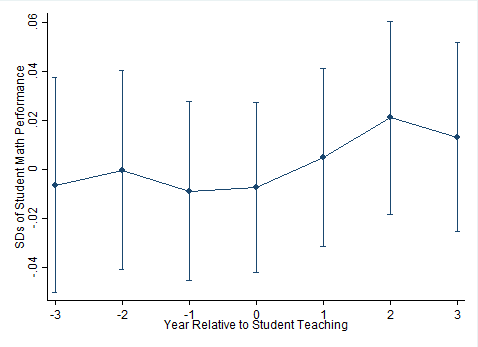 SDs of Student Math Performance
.06
.04
.02
0
-.02
-.04
-3 -2 -1 0 1 2 3
Year Relative to Student Teaching